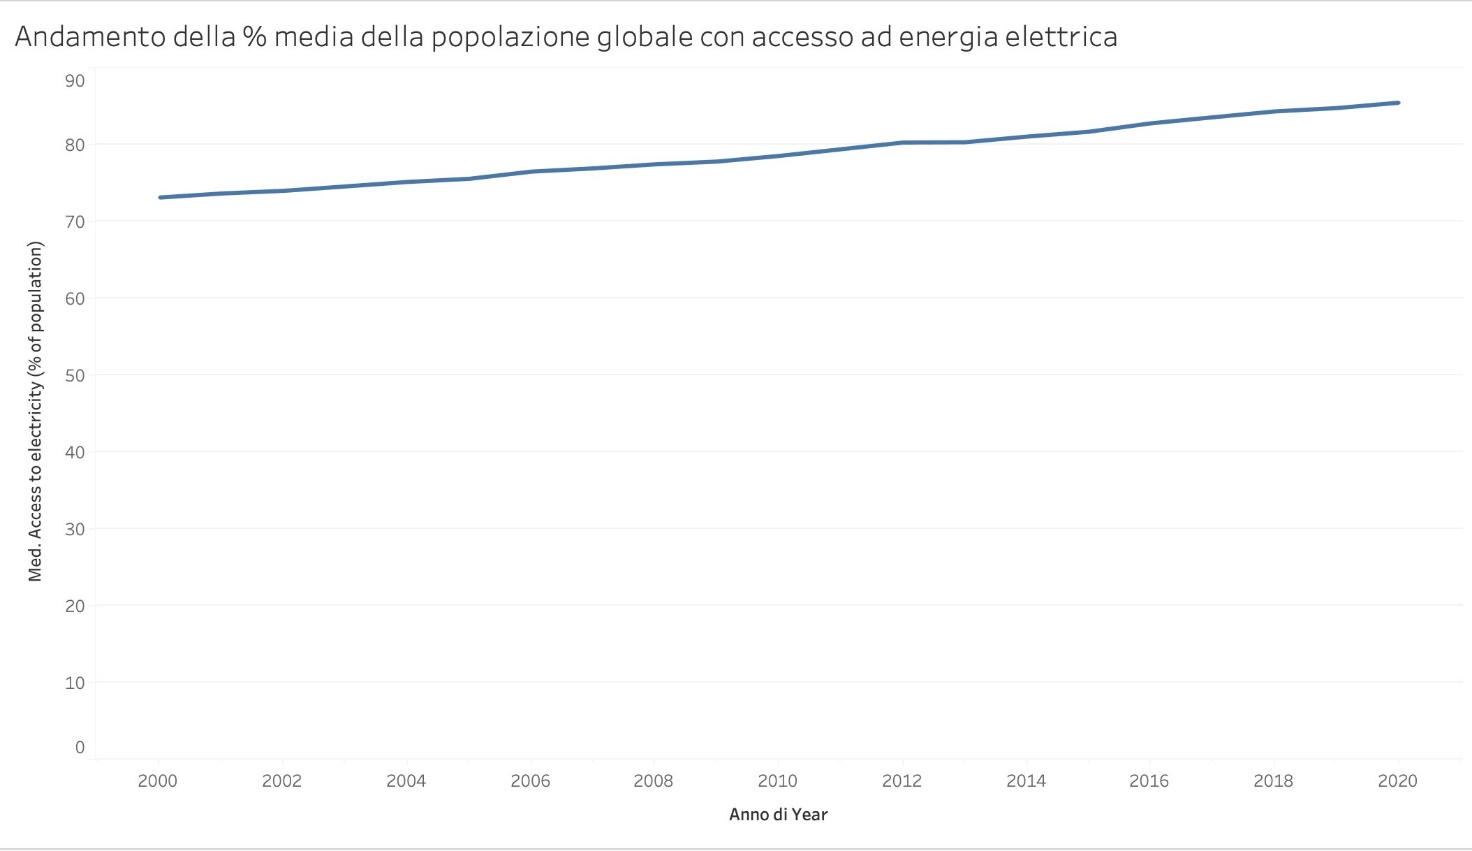 Andamento della % media della popolazione globale con accesso ad energia elettrica
90
80
70
60
50
40
30
20
10
0
Med. Access to electricity (% of population)
2000 2002 2004 2006 2008 2010 2012 2014 2016 2018 2020
Anno di Year